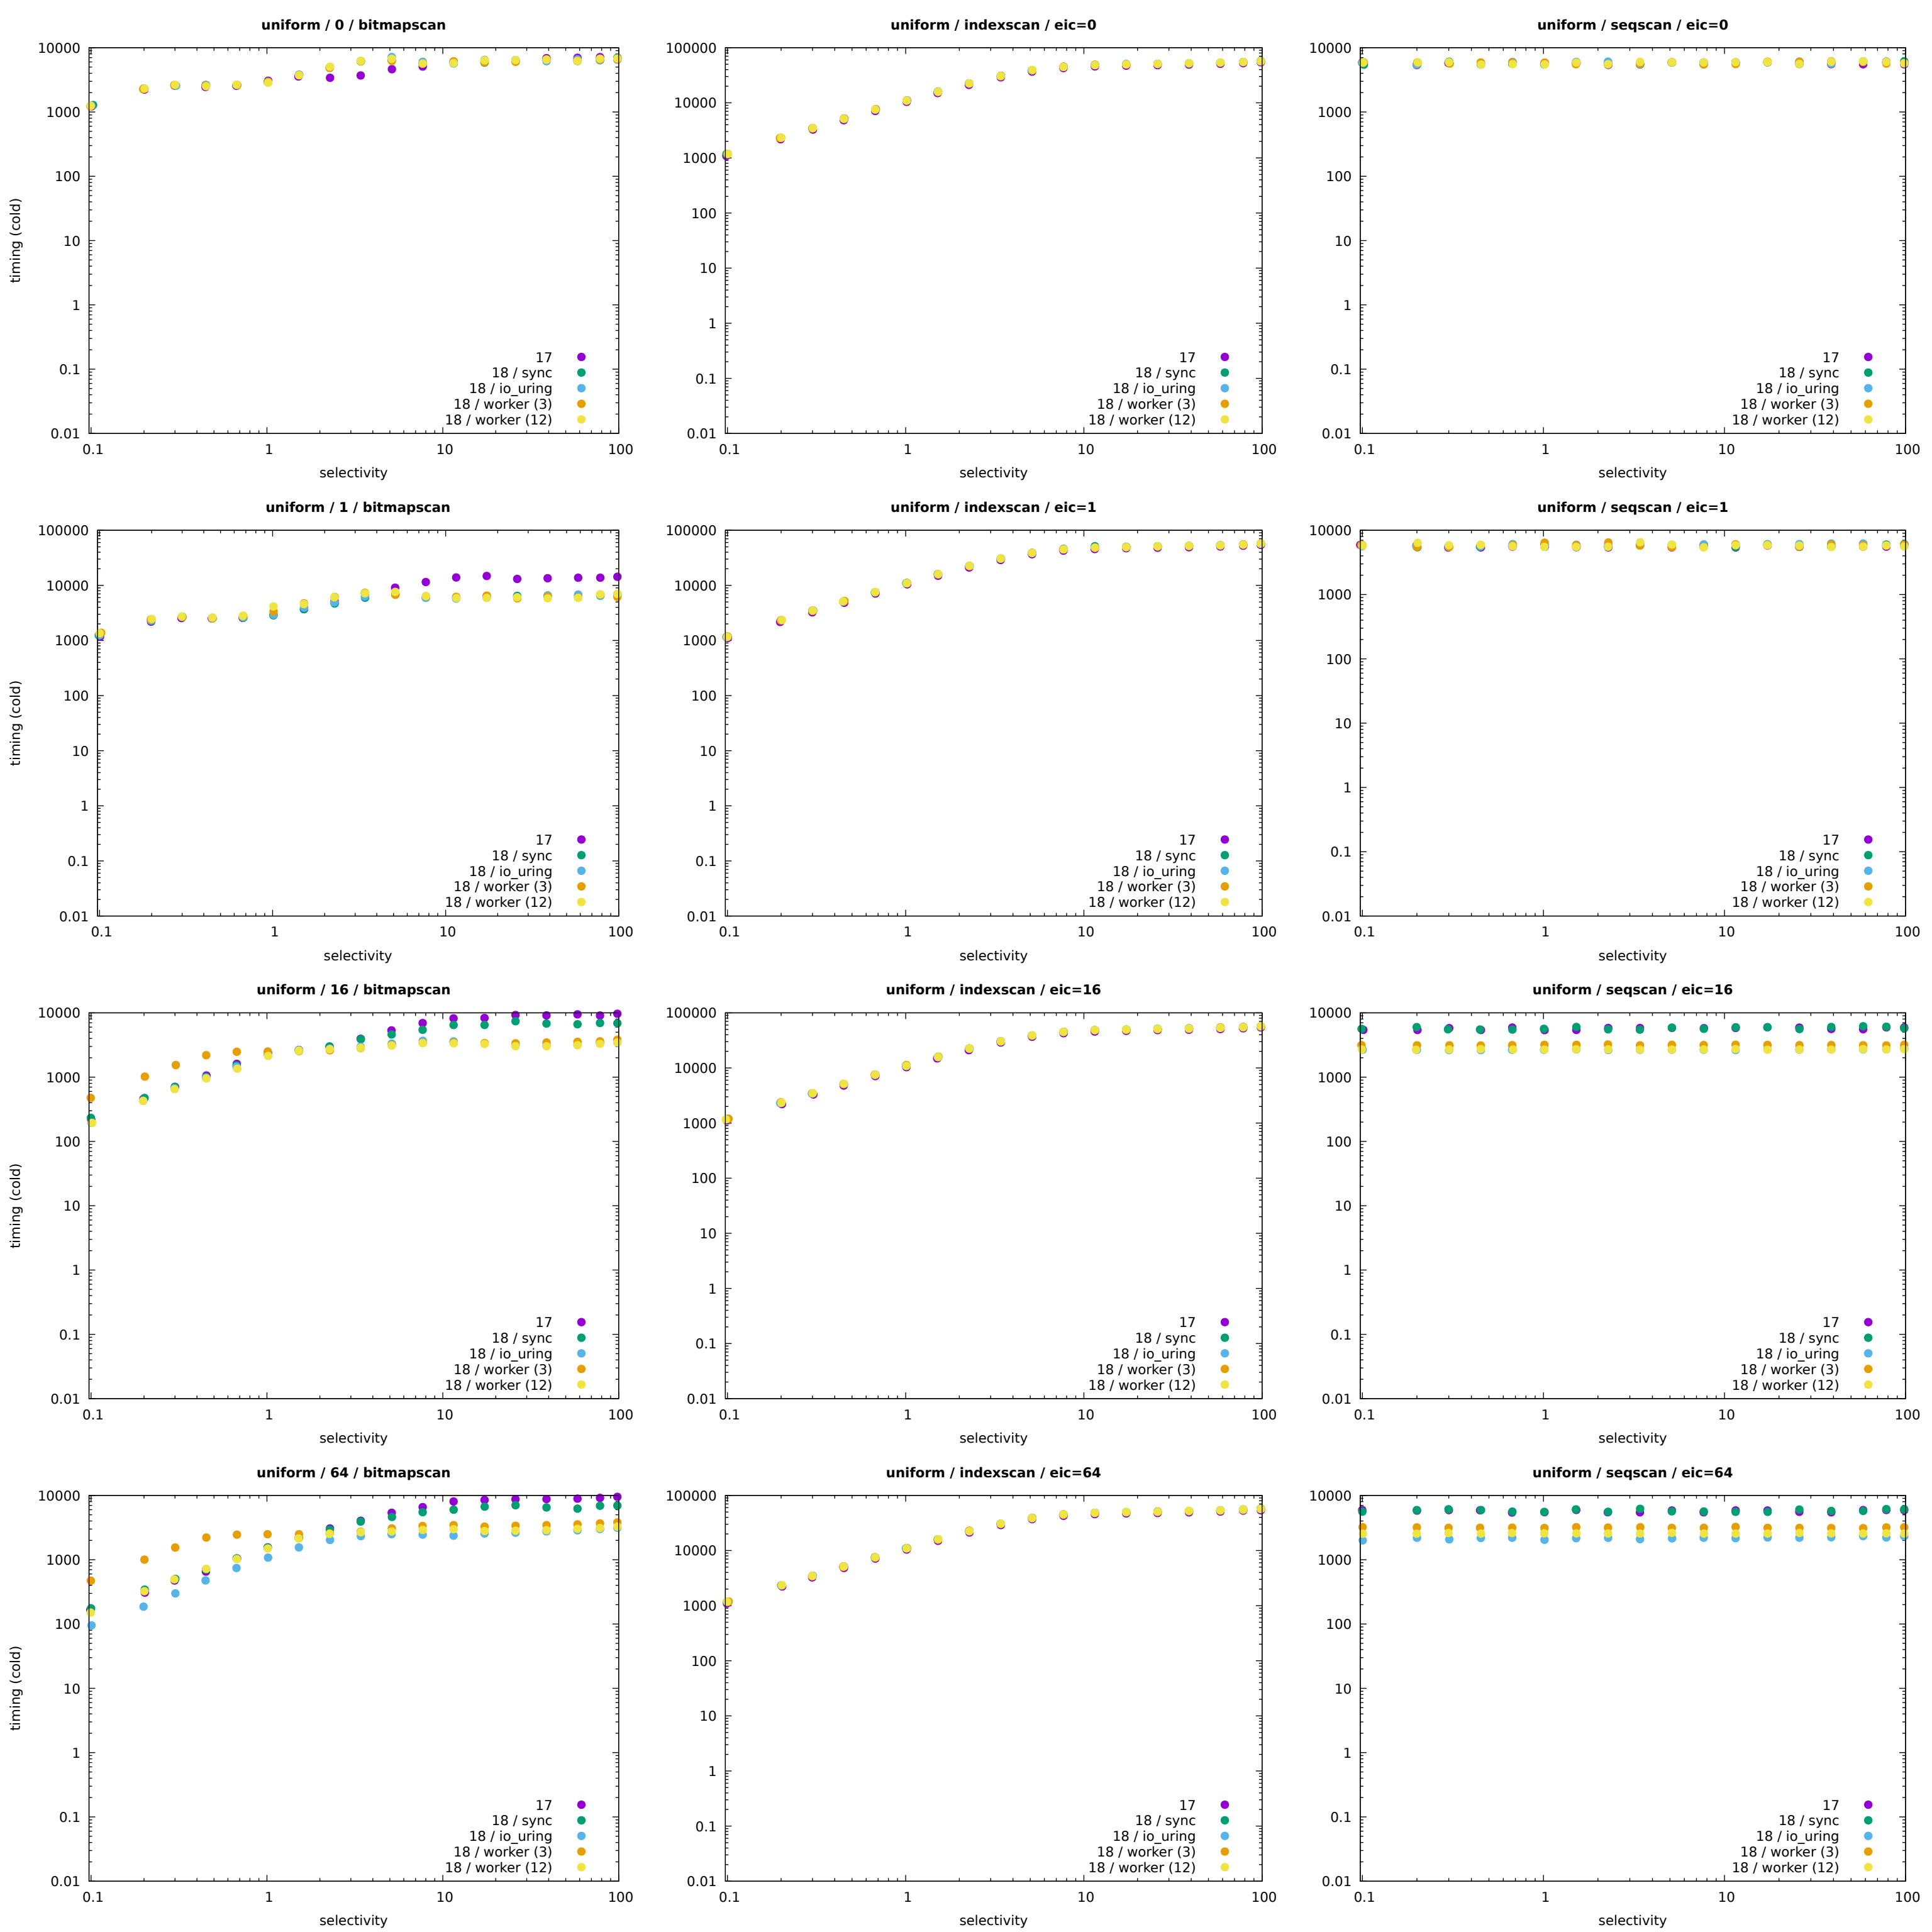 uniform / 0 / bitmapscan
timing (cold)
10000
1000
100
10
1
0.1
0.01
17
18 / sync
18 / io_uring
18 / worker (3)
18 / worker (12)
0.1 1 10 100
selectivity
uniform / indexscan / eic=0
100000
10000
1000
100
10
1
0.1
0.01
17
18 / sync
18 / io_uring
18 / worker (3)
18 / worker (12)
0.1 1 10 100
selectivity
uniform / seqscan / eic=0
10000
1000
100
10
1
0.1
0.01
17
18 / sync
18 / io_uring
18 / worker (3)
18 / worker (12)
0.1 1 10 100
selectivity
uniform / 1 / bitmapscan
timing (cold)
100000
10000
1000
100
10
1
0.1
0.01
17
18 / sync
18 / io_uring
18 / worker (3)
18 / worker (12)
0.1 1 10 100
selectivity
uniform / indexscan / eic=1
100000
10000
1000
100
10
1
0.1
0.01
17
18 / sync
18 / io_uring
18 / worker (3)
18 / worker (12)
0.1 1 10 100
selectivity
uniform / seqscan / eic=1
10000
1000
100
10
1
0.1
0.01
17
18 / sync
18 / io_uring
18 / worker (3)
18 / worker (12)
0.1 1 10 100
selectivity
uniform / 16 / bitmapscan
timing (cold)
10000
1000
100
10
1
0.1
0.01
17
18 / sync
18 / io_uring
18 / worker (3)
18 / worker (12)
0.1 1 10 100
selectivity
uniform / indexscan / eic=16
100000
10000
1000
100
10
1
0.1
0.01
17
18 / sync
18 / io_uring
18 / worker (3)
18 / worker (12)
0.1 1 10 100
selectivity
uniform / seqscan / eic=16
10000
1000
100
10
1
0.1
0.01
17
18 / sync
18 / io_uring
18 / worker (3)
18 / worker (12)
0.1 1 10 100
selectivity
uniform / 64 / bitmapscan
timing (cold)
10000
1000
100
10
1
0.1
0.01
17
18 / sync
18 / io_uring
18 / worker (3)
18 / worker (12)
0.1 1 10 100
selectivity
uniform / indexscan / eic=64
100000
10000
1000
100
10
1
0.1
0.01
17
18 / sync
18 / io_uring
18 / worker (3)
18 / worker (12)
0.1 1 10 100
selectivity
uniform / seqscan / eic=64
10000
1000
100
10
1
0.1
0.01
17
18 / sync
18 / io_uring
18 / worker (3)
18 / worker (12)
0.1 1 10 100
selectivity